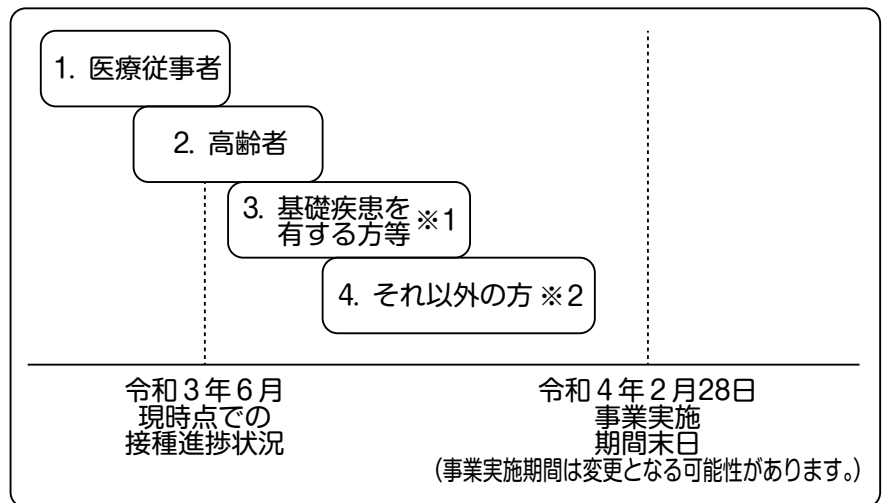 1. 医療従事者
2. 高齢者
3. 基礎疾患を
有する方等 ※1
4. それ以外の方 ※2
令和3年6月
現時点での
接種進捗状況
令和4年2月28日
事業実施
期間末日
(事業実施期間は変更となる可能性があります。)